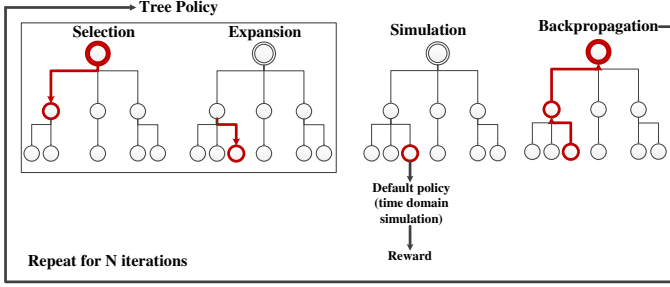 Tree Policy
Selection
Expansion
Simulation
Backpropagation
Default policy
(time domain
simulation)
Reward
Repeat for N iterations